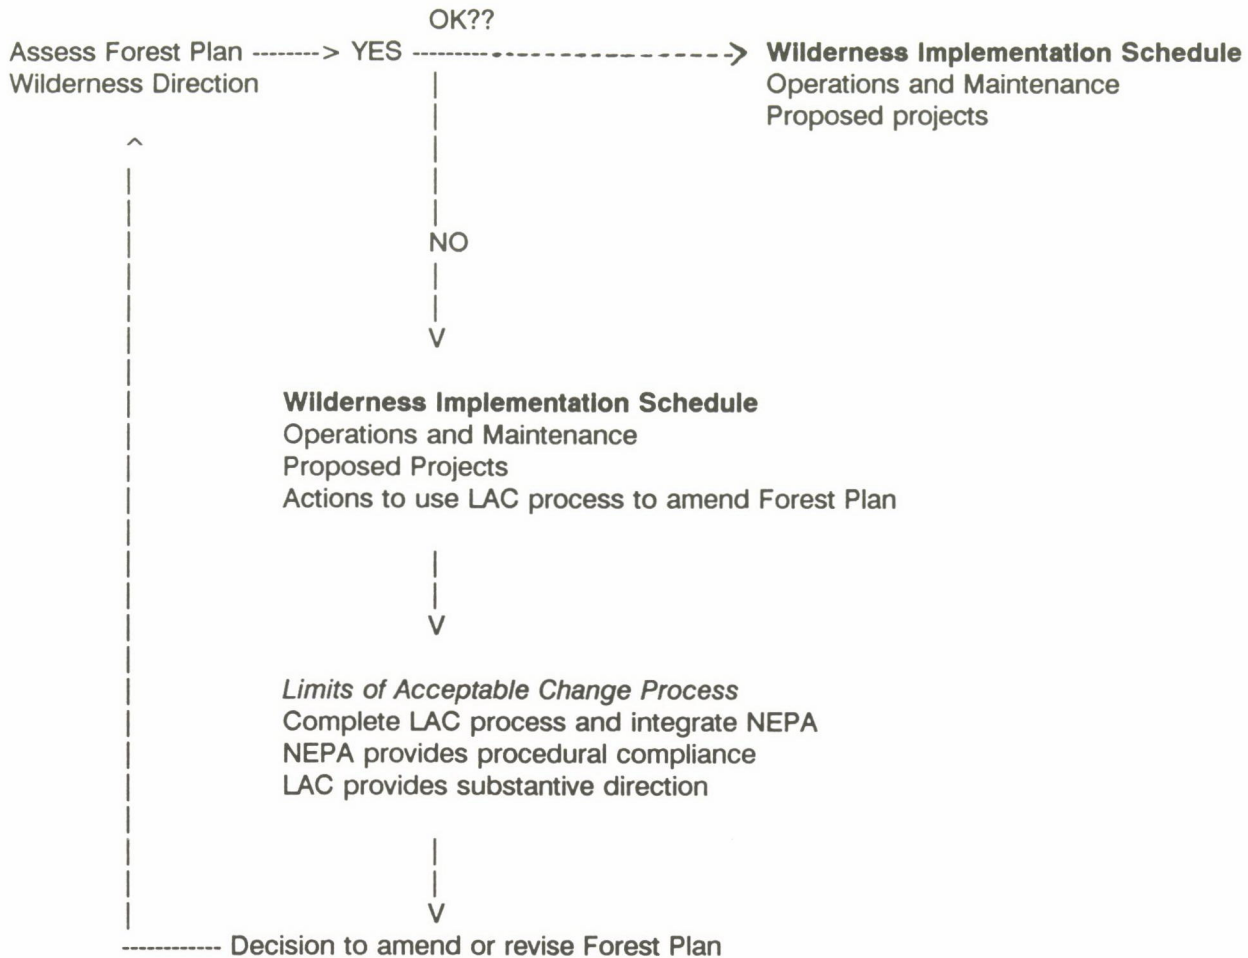 OK??
Assess Forest Plan --------> YES ----------------------------> Wilderness Implementation Schedule
Wilderness Direction
Operations and Maintenance
Proposed projects
NO
Wilderness Implementation Schedule
Operations and Maintenance
Proposed Projects
Actions to use LAC process to amend Forest Plan
Limits of Acceptable Change Process
Complete LAC process and integrate NEPA
NEPA provides procedural compliance
LAC provides substantive direction
------------ Decision to amend or revise Forest Plan